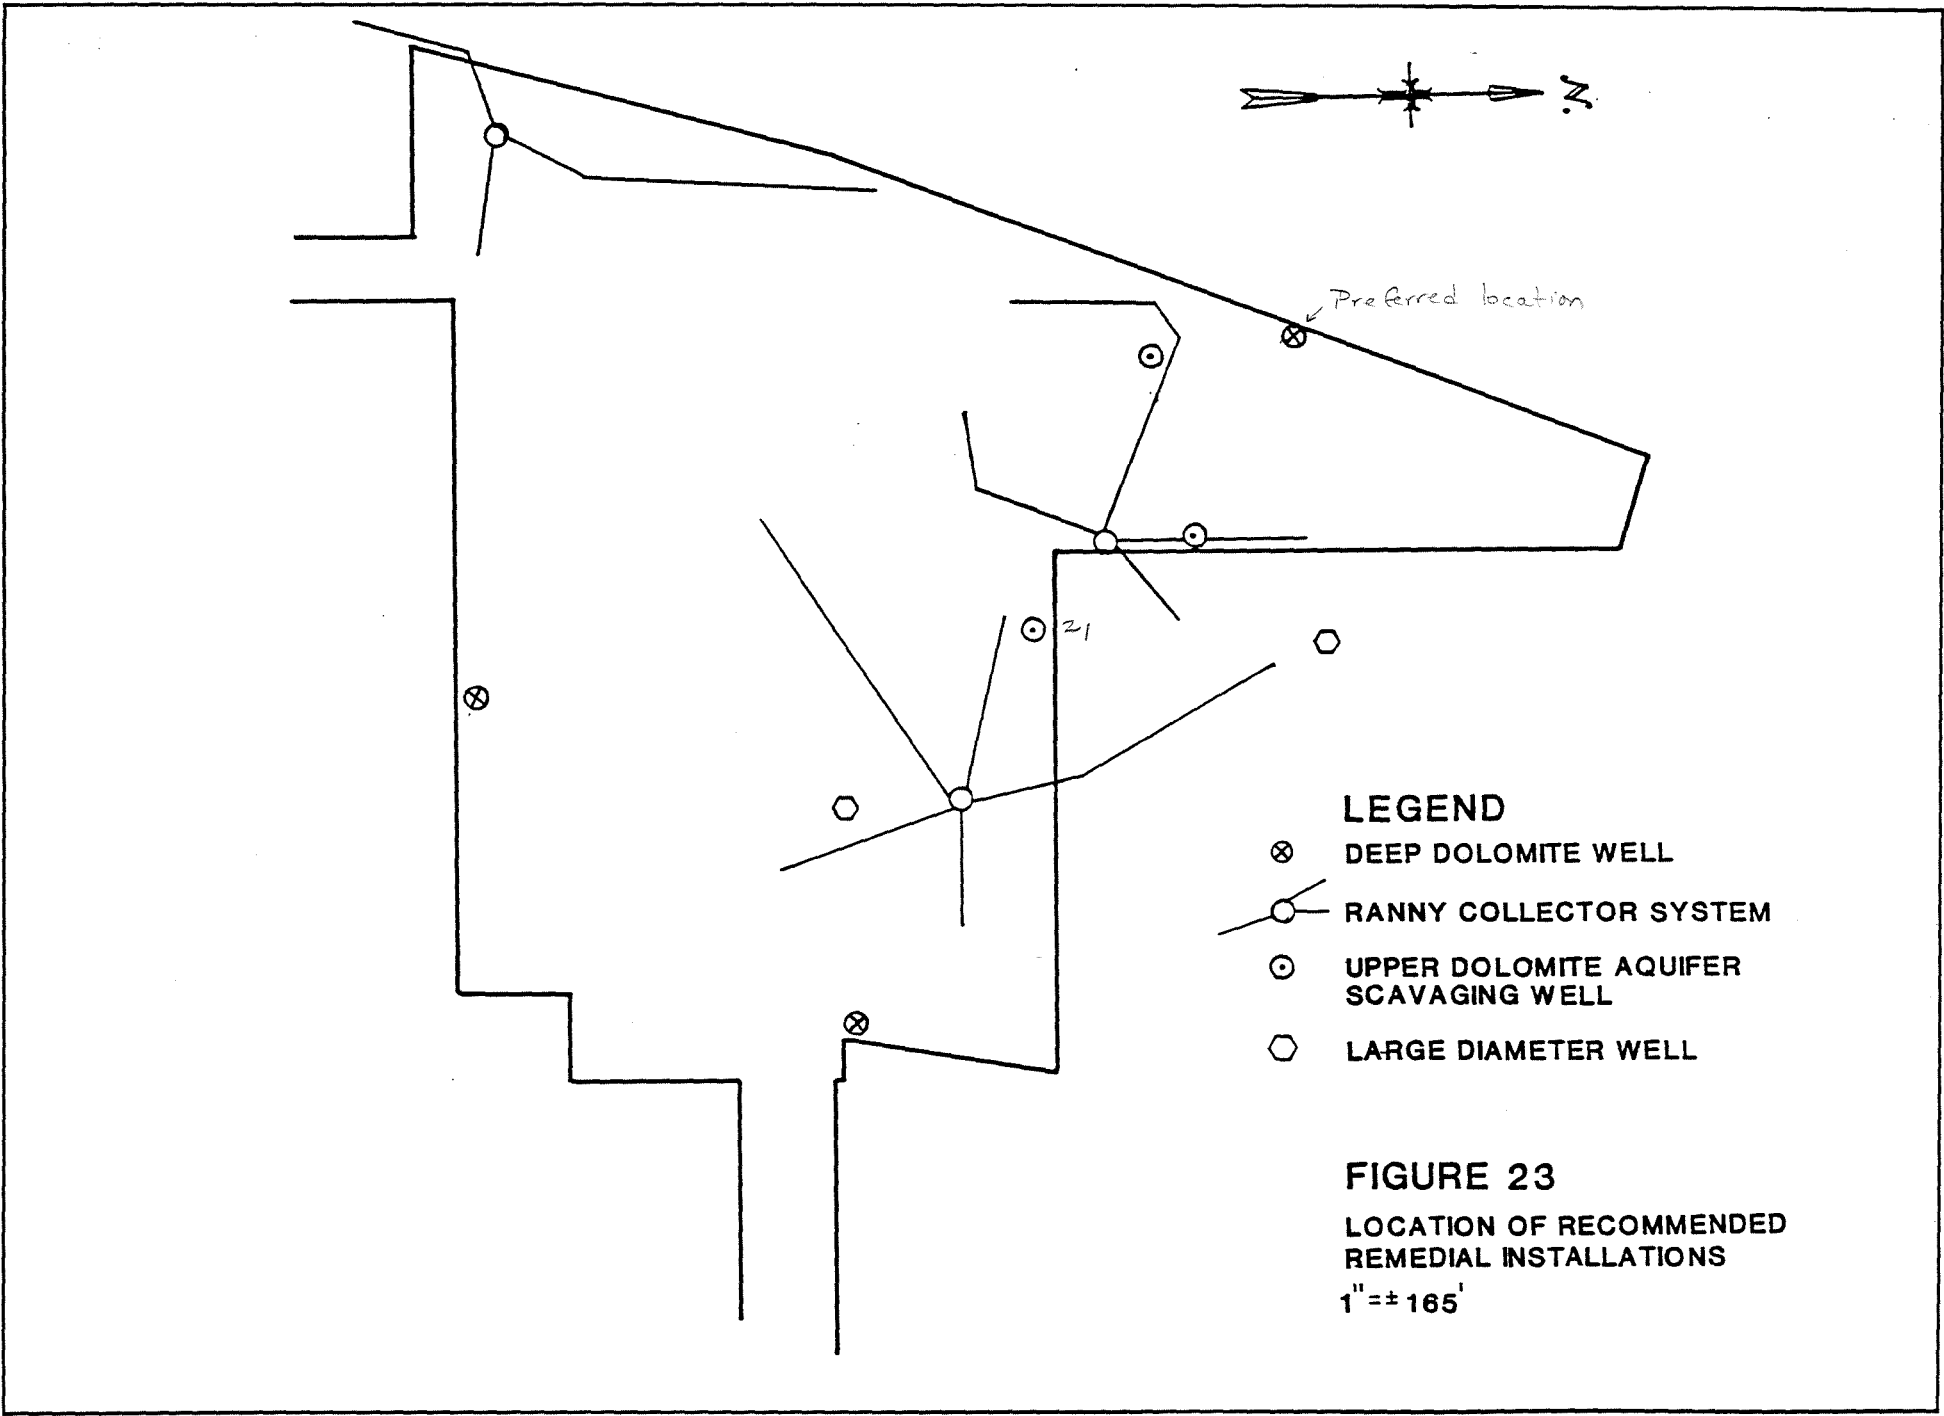 N.
Preferred location
21
LEGEND
DEEP DOLOMITE WELL
RANNY COLLECTOR SYSTEM
UPPER DOLOMITE AQUIFER
SCAVAGING WELL
LARGE DIAMETER WELL
FIGURE 23
LOCATION OF RECOMMENDED
REMEDIAL INSTALLATIONS
1"=±165'